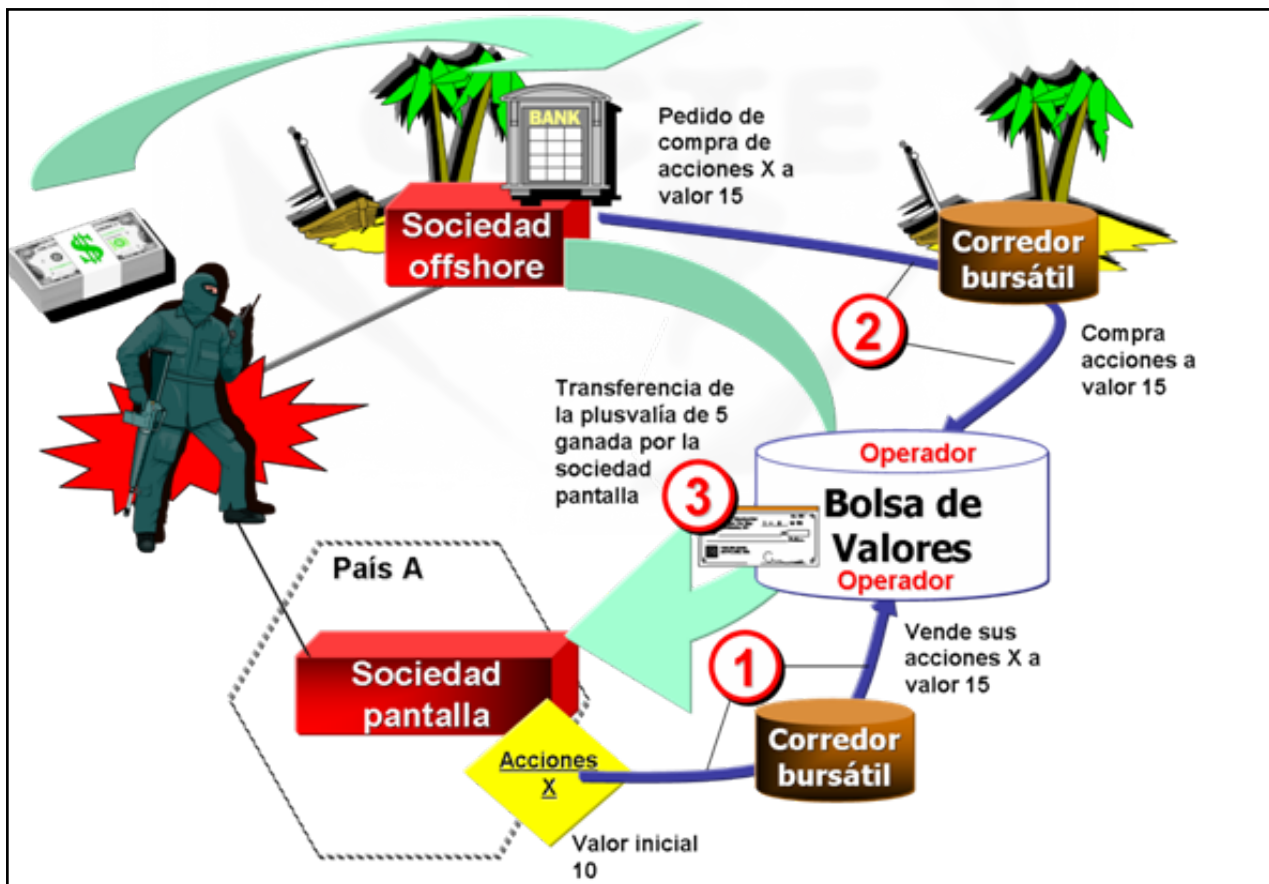 BANK
Pedido de
compra de
acciones X a
valor 15
Sociedad
offshore
Corredor
bursátil
2
Compra
acciones a
valor 15
Transferencia de
la plusvalía de 5
ganada por la
sociedad
pantalla
3
Operador
Bolsa de
Valores
Operador
País A
Sociedad
pantalla
1
Vende sus
acciones X a
valor 15
Corredor
bursátil
Acciones
X
Valor inicial
10